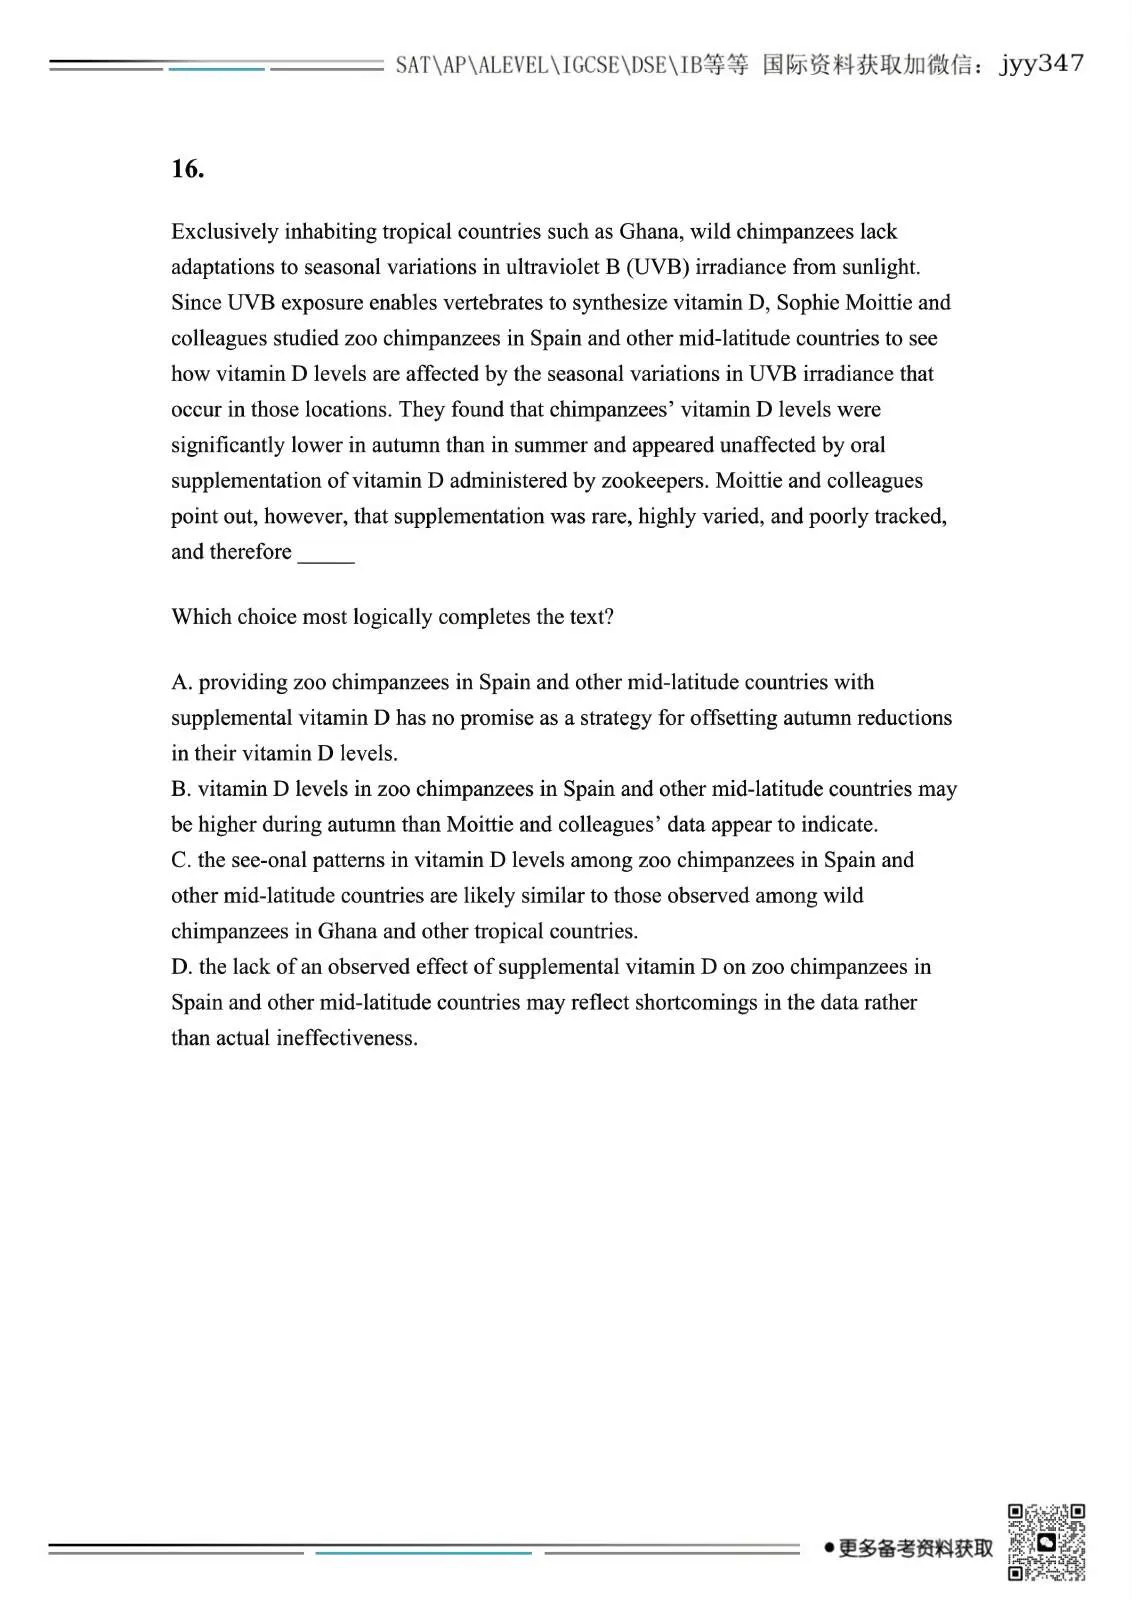 SAT\AP\ALEVEL\IGCSE\DSE\IB等等 国际资料获取加微信：jyy347
16.
Exclusively inhabiting tropical countries such as Ghana, wild chimpanzees lack
adaptations to seasonal variations in ultraviolet B (UVB) irradiance from sunlight.
Since UVB exposure enables vertebrates to synthesize vitamin D, Sophie Moittie and
colleagues studied zoo chimpanzees in Spain and other mid-latitude countries to see
how vitamin D levels are affected by the seasonal variations in UVB irradiance that
occur in those locations. They found that chimpanzees’ vitamin D levels were
significantly lower in autumn than in summer and appeared unaffected by oral
supplementation of vitamin D administered by zookeepers. Moittie and colleagues
point out, however, that supplementation was rare, highly varied, and poorly tracked,
and therefore _____
Which choice most logically completes the text?
A. providing zoo chimpanzees in Spain and other mid-latitude countries with
supplemental vitamin D has no promise as a strategy for offsetting autumn reductions
in their vitamin D levels.
B. vitamin D levels in zoo chimpanzees in Spain and other mid-latitude countries may
be higher during autumn than Moittie and colleagues’ data appear to indicate.
C. the see-onal patterns in vitamin D levels among zoo chimpanzees in Spain and
other mid-latitude countries are likely similar to those observed among wild
chimpanzees in Ghana and other tropical countries.
D. the lack of an observed effect of supplemental vitamin D on zoo chimpanzees in
Spain and other mid-latitude countries may reflect shortcomings in the data rather
than actual ineffectiveness.
●更多备考资料获取